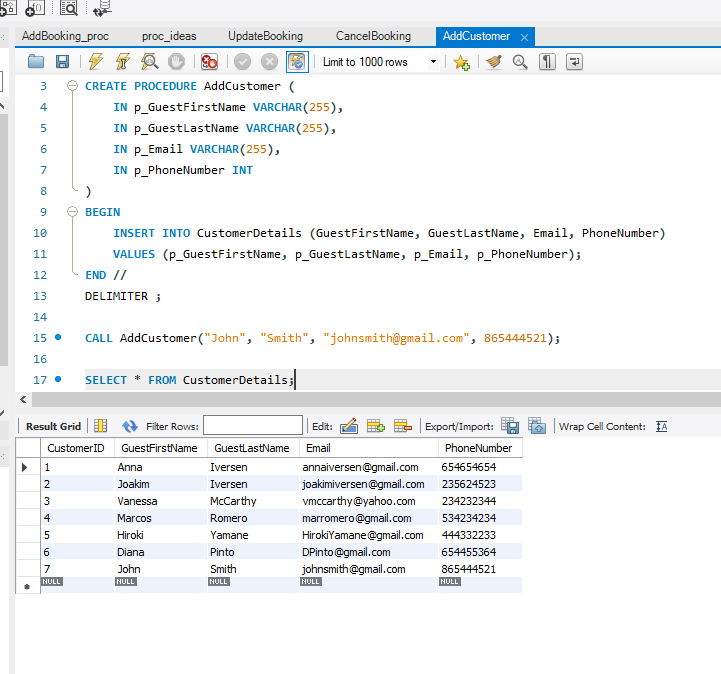 AddBooking_proc proc_ideas UpdateBooking CancelBooking AddCustomer
Limit to 1000 rows
3 CREATE PROCEDURE AddCustomer (
4 IN p_GuestFirstName VARCHAR(255),
5 IN p_GuestLastName VARCHAR(255),
6 IN p_Email VARCHAR(255),
7 IN p_PhoneNumber INT
8 )
9 BEGIN
10 INSERT INTO CustomerDetails (GuestFirstName, GuestLastName, Email, PhoneNumber)
11 VALUES (p_GuestFirstName, p_GuestLastName, p_Email, p_PhoneNumber);
12 END //
13 DELIMITER ;
14
15 CALL AddCustomer("John", "Smith", "johnsmith@gmail.com", 865444521);
16
17 SELECT * FROM CustomerDetails;
Result Grid Filter Rows: Edit: Export/Import: Wrap Cell Content:
CustomerID GuestFirstName GuestLastName Email PhoneNumber
1 Anna Iversen annaiversen@gmail.com 654654654
2 Joakim Iversen joakimiversen@gmail.com 235624523
3 Vanessa McCarthy vmccarthy@yahoo.com 234232344
4 Marcos Romero marromero@gmail.com 534234234
5 Hiroki Yamane HirokiYamane@gmail.com 444332233
6 Diana Pinto DPinto@gmail.com 654455364
7 John Smith johnsmith@gmail.com 865444521
NULL NULL NULL NULL NULL